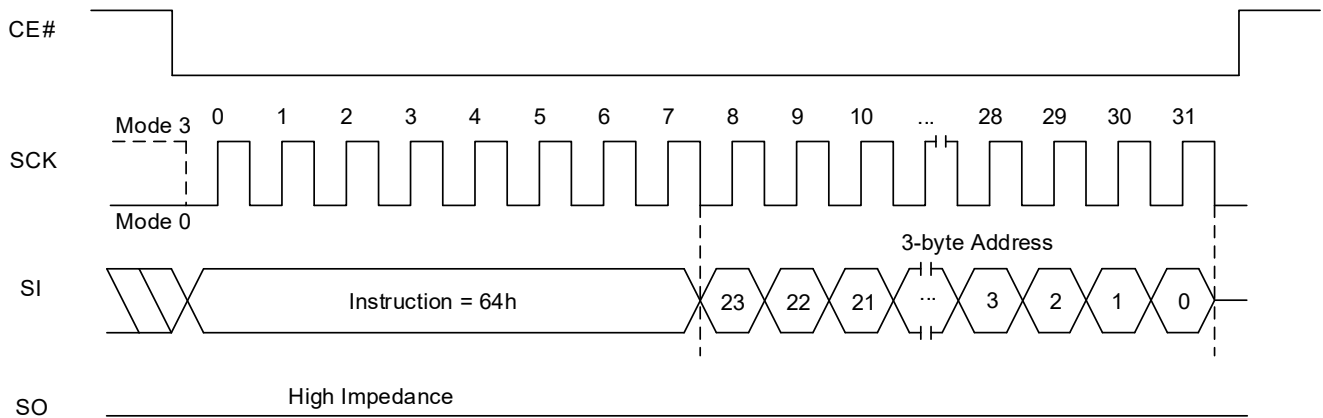 CE#
0 1 2 3 4 5 6 7 8 9 10 ... 28 29 30 31
Mode 3
SCK
Mode 0
3-byte Address
SI
Instruction = 64h
23 22 21 ... 3 2 1 0
High Impedance
SO